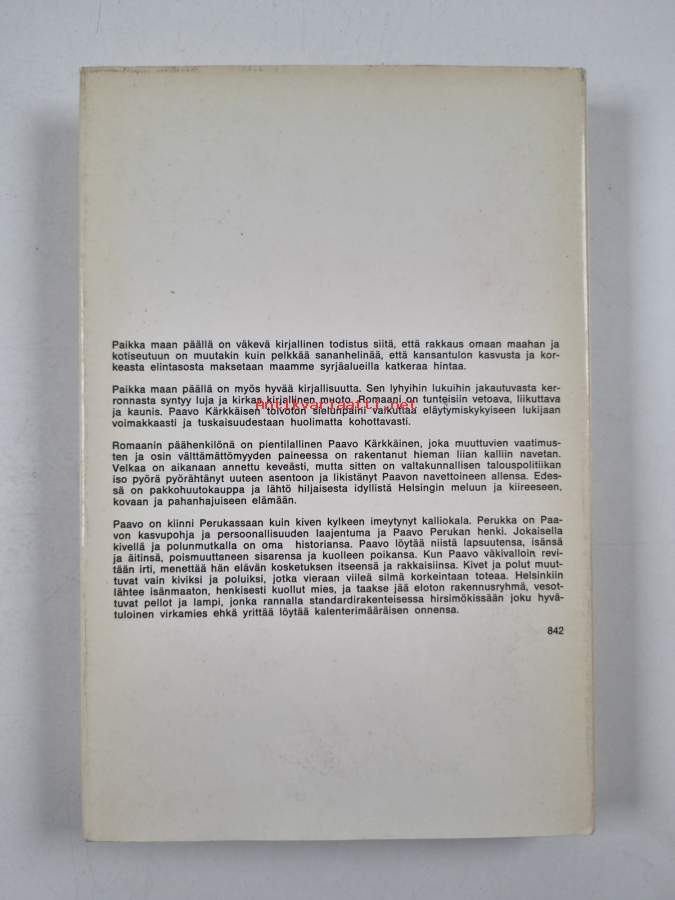 Paikka maan päällä on väkevä kirjallinen todistus siitä, että rakkaus omaan maahan ja
kotiseutuun on muutakin kuin pelkkää sananhelinää, että kansantulon kasvusta ja kor-
keasta elintasosta maksetaan maamme syrjäalueilla katkeraa hintaa.
Paikka maan päällä on myös hyvää kirjallisuutta. Sen lyhyihin lukuihin jakautuvasta ker-
ronnasta syntyy luja ja kirkas kirjallinen muoto. Romaani on tunteisiin vetoava, liikuttava
Antikvariaatti.net
ja kaunis. Paavo Kärkkäisen toivoton sielunpaini vaikuttaa eläytymiskykyiseen lukijaan
voimakkaasti ja tuskaisuudestaan huolimatta kohottavasti.
Romaanin päähenkilönä on pientilallinen Paavo Kärkkäinen, joka muuttuvien vaatimus-
ten ja osin välttämättömyyden paineessa on rakentanut hieman liian kalliin navetan.
Velkaa on aikanaan annettu keveästi, mutta sitten on valtakunnallisen talouspolitiikan
iso pyörä pyörähtänyt uuteen asentoon ja likistänyt Paavon navettoineen allensa. Edes-
sä on pakkohuutokauppa ja lähtö hiljaisesta idyllistä Helsingin meluun ja kiireeseen,
kovaan ja pahanhajuiseen elämään.
Paavo on kiinni Perukassaan kuin kiven kylkeen imeytynyt kalliokala. Perukka on Paa-
von kasvupohja ja persoonallisuuden laajentuma ja Paavo Perukan henki. Jokaisella
kivellä ja polunmutkalla on oma historiansa. Paavo löytää niistä lapsuutensa, isänsä
ja äitinsä, poismuuttaneen sisarensa ja kuolleen poikansa. Kun Paavo väkivalloin revi-
tään irti, menettää hän elävän kosketuksen itseensä ja rakkaisiinsa. Kivet ja polut muut-
tuvat vain kiviksi ja poluiksi, jotka vieraan viileä silmä korkeintaan toteaa. Helsinkiin
lähtee isänmaaton, henkisesti kuollut mies, ja taakse jää eloton rakennusryhmä, vesot-
tuvat pellot ja lampi, jonka rannalla standardirakenteisessa hirsimökissään joku hyvä-
tuloinen virkamies ehkä yrittää löytää kalenterimääräisen onnensa.
842